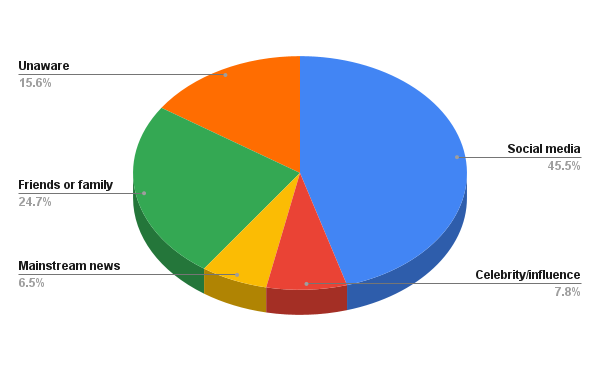 Unaware
15.6%
Social media
45.5%
Friends or family
24.7%
Mainstream news
6.5%
Celebrity/influence
7.8%